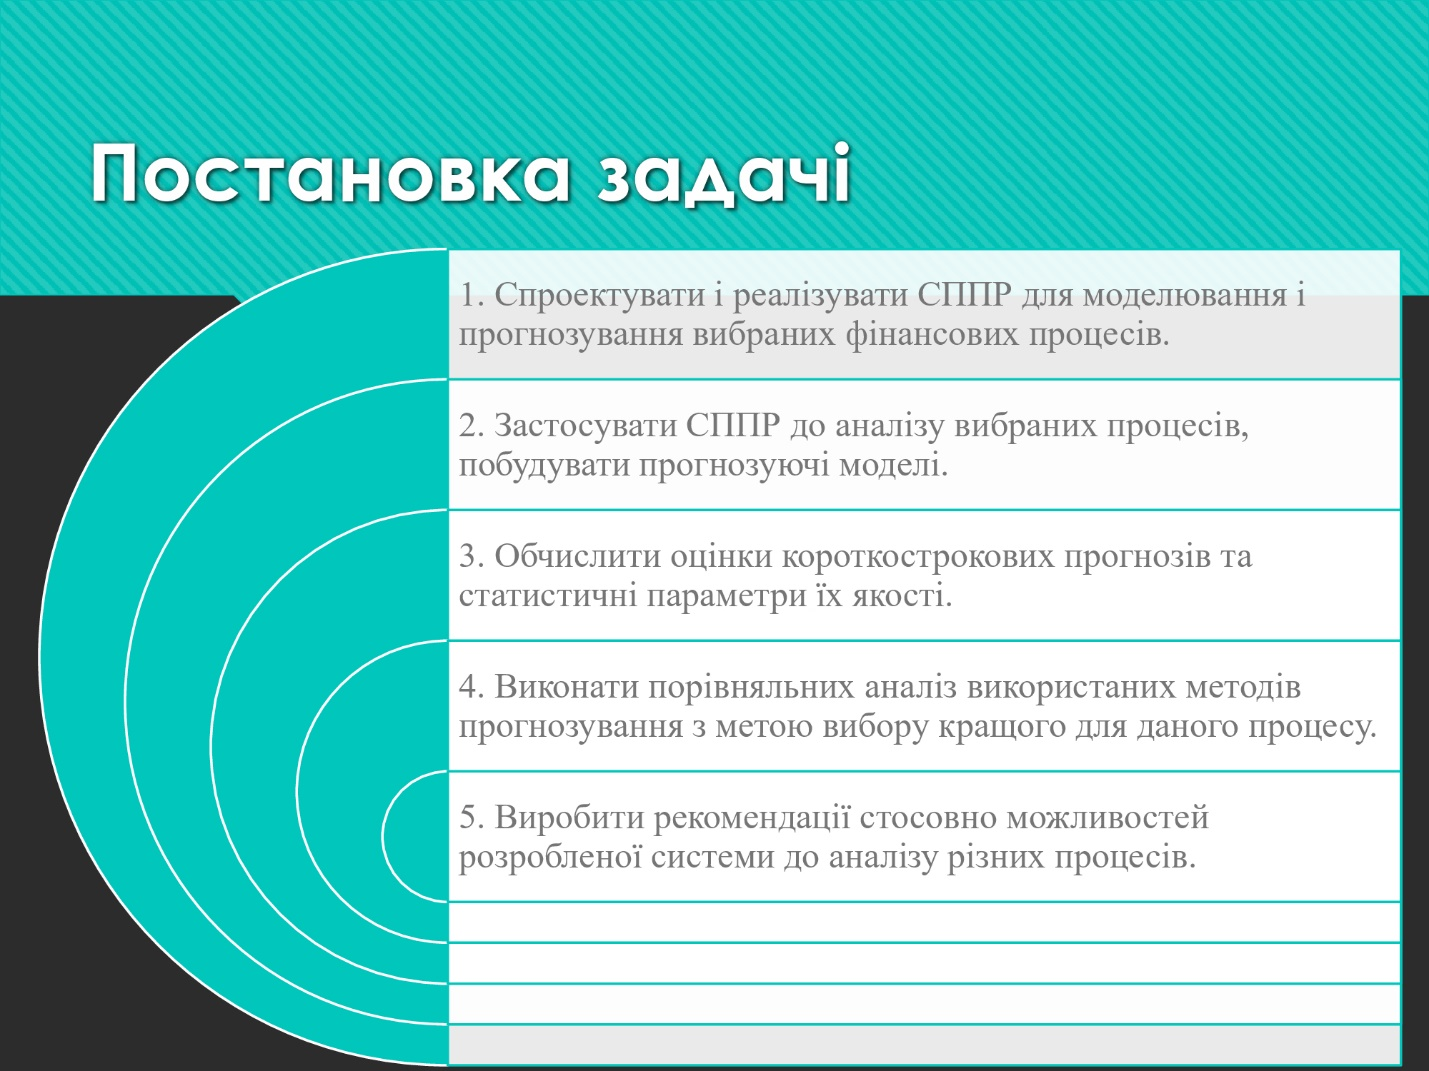 Постановка задачі
1. Спроектувати і реалізувати СППР для моделювання і
прогнозування вибраних фінансових процесів.
2. Застосувати СППР до аналізу вибраних процесів,
побудувати прогнозуючі моделі.
3. Обчислити оцінки короткострокових прогнозів та
статистичні параметри їх якості.
4. Виконати порівняльних аналіз використаних методів
прогнозування з метою вибору кращого для даного процесу.
5. Виробити рекомендації стосовно можливостей
розробленої системи до аналізу різних процесів.